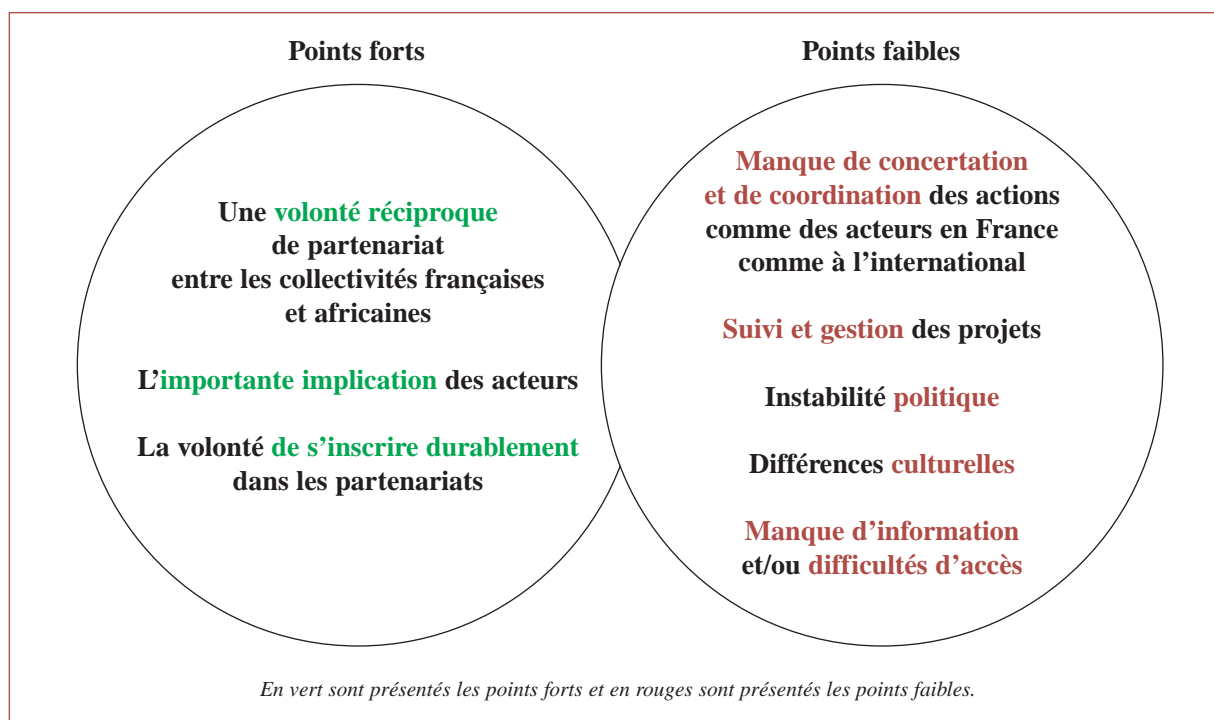 Points forts
Une volonté réciproque
de partenariat
entre les collectivités françaises
et africaines
L’importante implication des acteurs
La volonté de s’inscrire durablement
dans les partenariats
Points faibles
Manque de concertation
et de coordination des actions
comme des acteurs en France
comme à l’international
Suivi et gestion des projets
Instabilité politique
Différences culturelles
Manque d’information
et/ou difficultés d’accès
En vert sont présentés les points forts et en rouges sont présentés les points faibles.